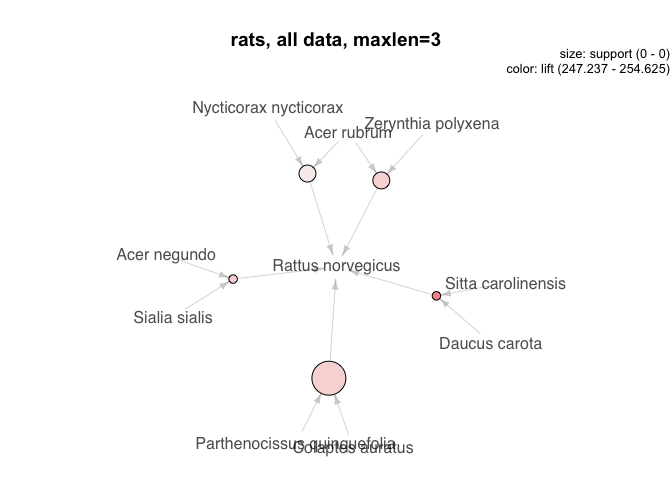 rats, all data, maxlen=3
size: support (0 - 0)
color: lift (247.237 - 254.625)
Nycticorax nycticorax
Zerynthia polyxena
Acer rubrum
Acer negundo
Rattus norvegicus
Sitta carolinensis
Sialia sialis
Daucus carota
Parthenocissus quinquefolia
Colaptes auratus